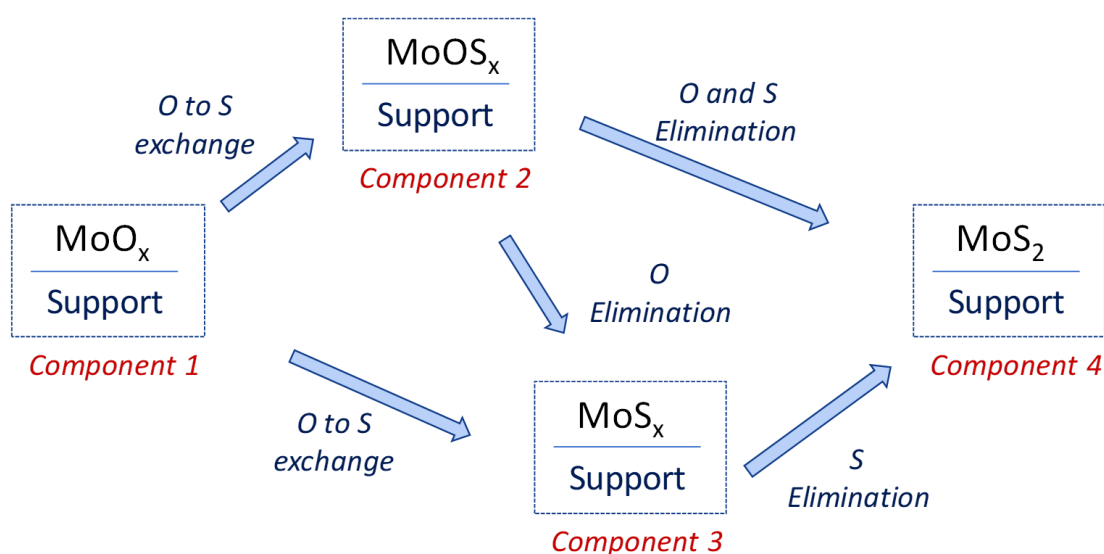 MoOSₓ
Support
Component 2
O to S
exchange
O and S
Elimination
MoOₓ
Support
Component 1
O
Elimination
MoS₂
Support
Component 4
O to S
exchange
MoSₓ
Support
Component 3
S
Elimination